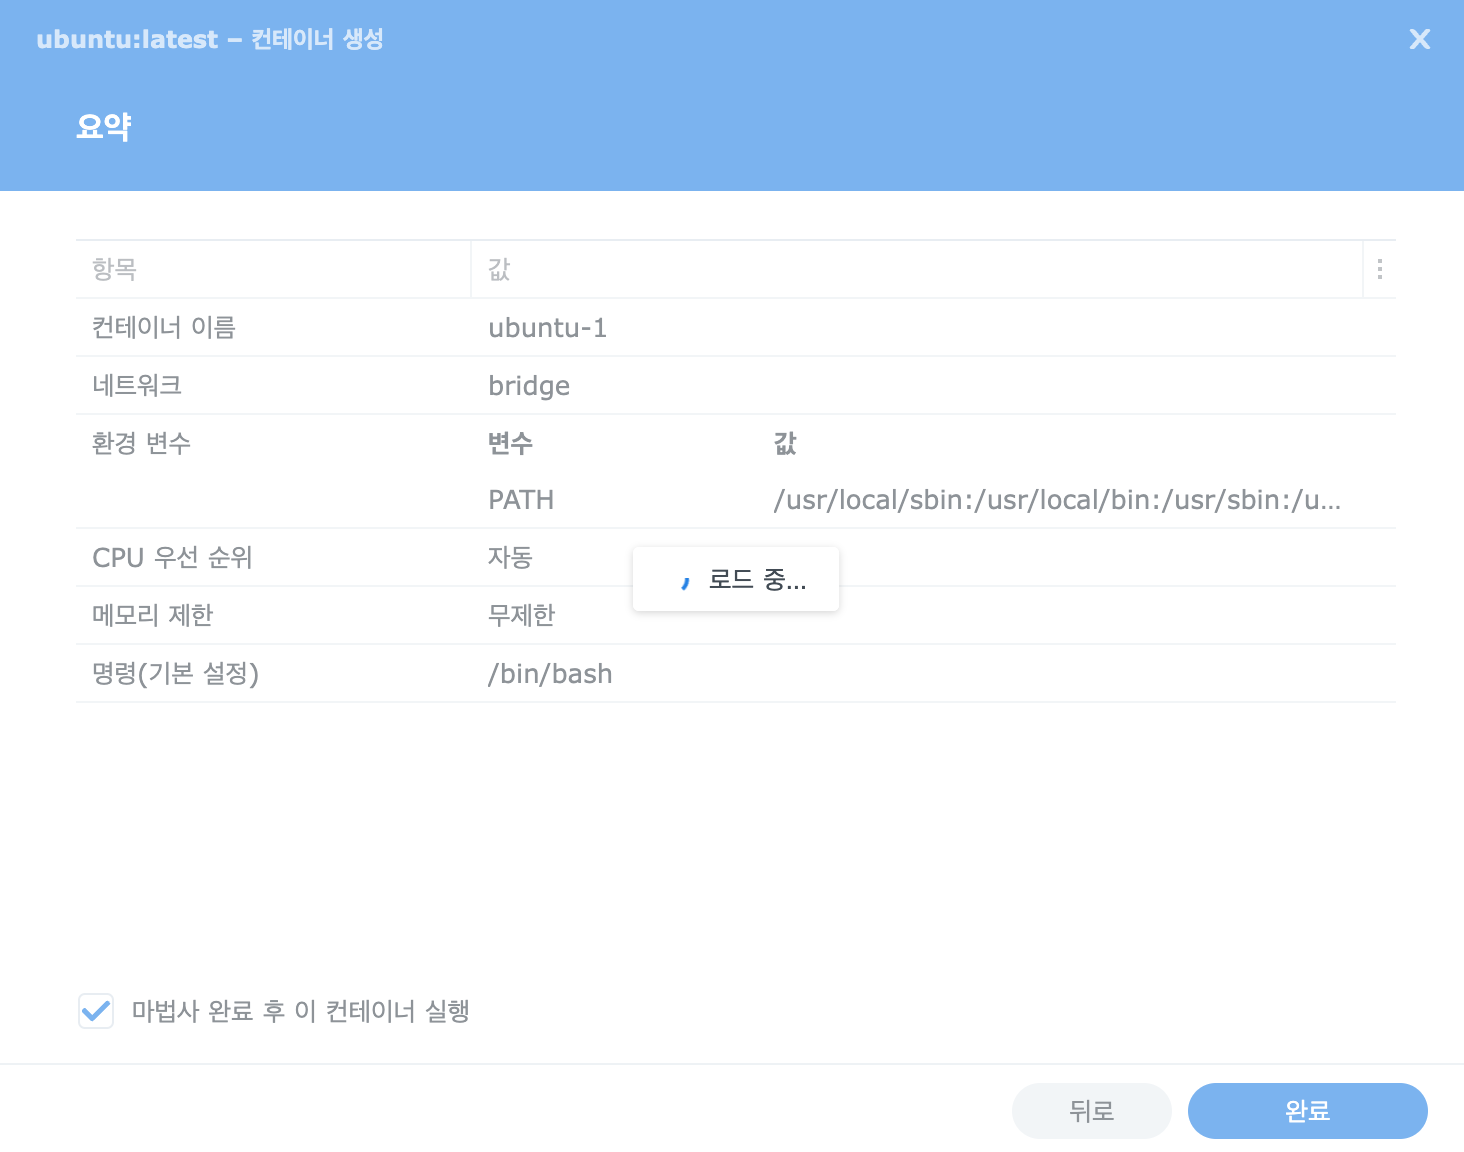 ubuntu:latest – 컨테이너 생성
요약
항목 값
컨테이너 이름 ubuntu-1
네트워크 bridge
환경 변수 변수 값
PATH /usr/local/sbin:/usr/local/bin:/usr/sbin:/u...
CPU 우선 순위 자동
로드 중...
메모리 제한 무제한
명령(기본 설정) /bin/bash
마법사 완료 후 이 컨테이너 실행
뒤로 완료